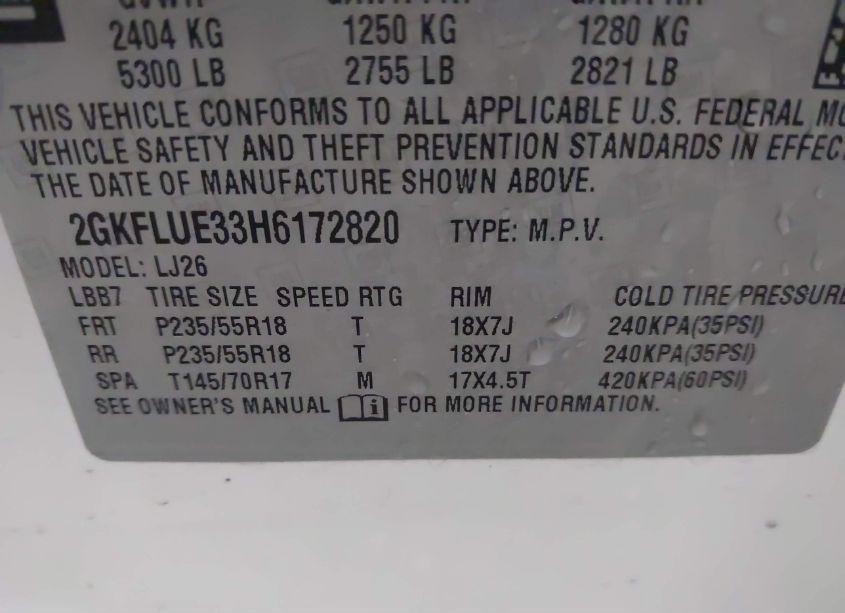 2404 KG 1250 KG 1280 KG
5300 LB 2755 LB 2821 LB
THIS VEHICLE CONFORMS TO ALL APPLICABLE U.S. FEDERAL
VEHICLE SAFETY AND THEFT PREVENTION STANDARDS IN EFFEC
THE DATE OF MANUFACTURE SHOWN ABOVE.
2GKFLUE33H6172820 TYPE: M.P.V.
MODEL: LJ26
LBB7 TIRE SIZE SPEED RTG RIM COLD TIRE PRESSURE
FRT P235/55R18 T 18X7J 240KPA(35PSI)
RR P235/55R18 T 18X7J 240KPA(35PSI)
SPA T145/70R17 M 17X4.5T 420KPA(60PSI)
SEE OWNER'S MANUAL i FOR MORE INFORMATION.